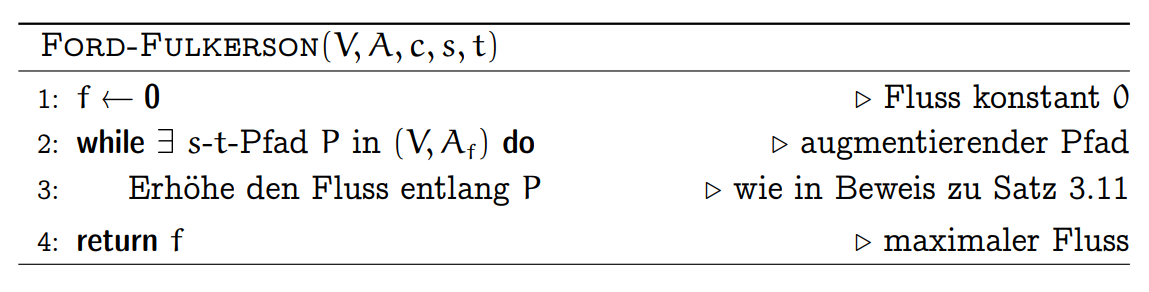 FORD-FULKERSON(V, A, c, s, t)
1: f ← 0 ▷ Fluss konstant 0
2: while ∃ s-t-Pfad P in (V, A_f) do ▷ augmentierender Pfad
3: Erhöhe den Fluss entlang P ▷ wie in Beweis zu Satz 3.11
4: return f ▷ maximaler Fluss